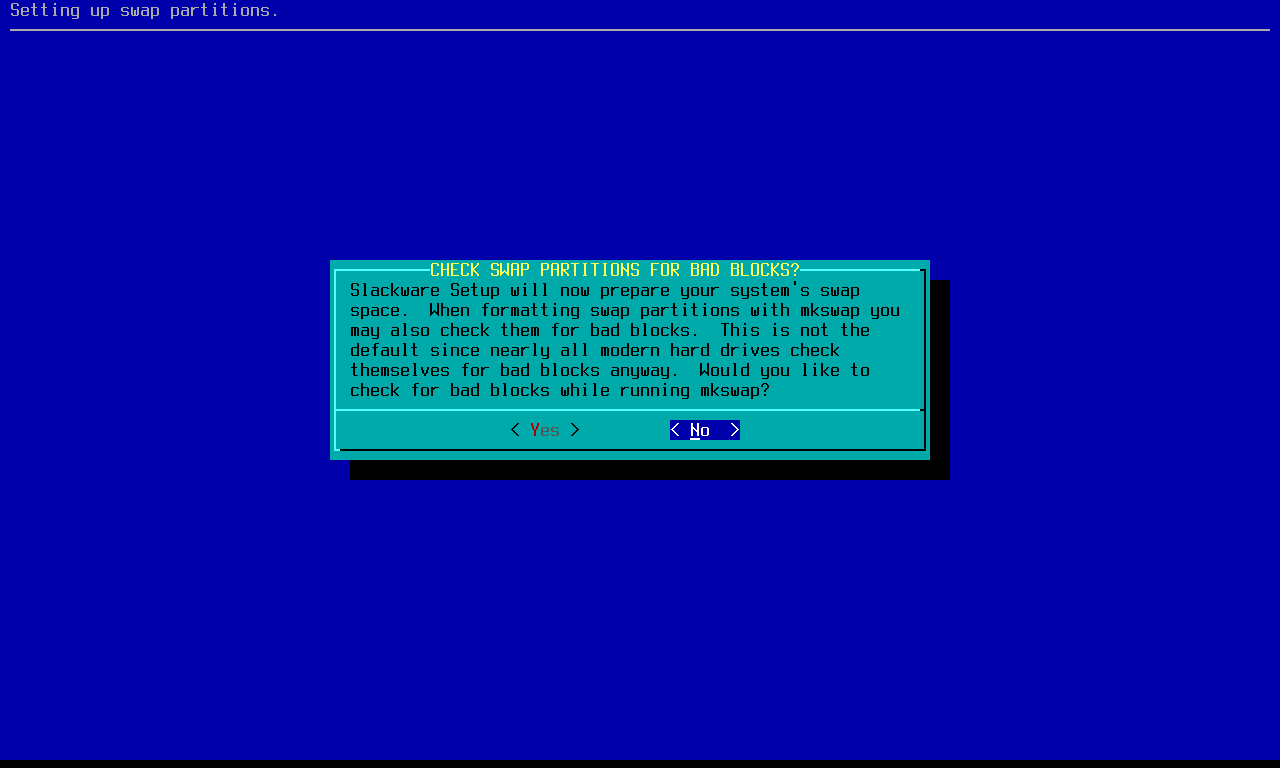 Setting up swap partitions.
CHECK SWAP PARTITIONS FOR BAD BLOCKS?
Slackware Setup will now prepare your system's swap
space.  When formatting swap partitions with mkswap you
may also check them for bad blocks.  This is not the
default since nearly all modern hard drives check
themselves for bad blocks anyway.  Would you like to
check for bad blocks while running mkswap?
< Yes >         < No  >